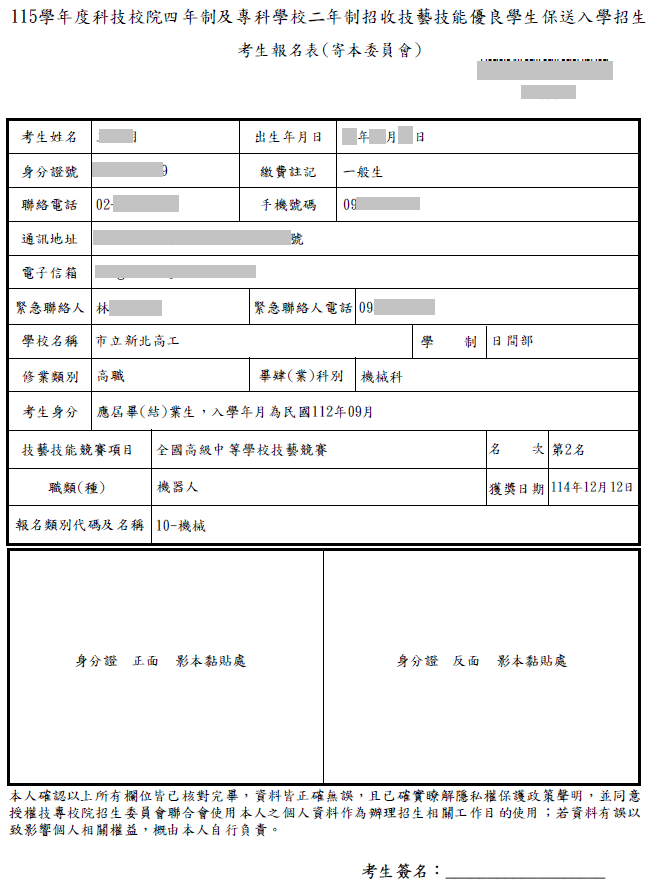 115學年度科技校院四年制及專科學校二年制招收技藝技能優良學生保送入學招生
考生報名表(寄本委員會)
考生姓名 出生年月日 年 月 日
身分證號 9 繳費註記 一般生
聯絡電話 02- 手機號碼 09
通訊地址 號
電子信箱
緊急聯絡人 林 緊急聯絡人電話 09
學校名稱 市立新北高工 學 制 日間部
修業類別 高職 畢肄(業)科別 機械科
考生身分 應屆畢(結)業生，入學年月為民國112年09月
技藝技能競賽項目 全國高級中等學校技藝競賽 名 次 第2名
職類(種) 機器人 獲獎日期 114年12月12日
報名類別代碼及名稱 10-機械
身分證 正面 影本黏貼處 身分證 反面 影本黏貼處
本人確認以上所有欄位皆已核對完畢，資料皆正確無誤，且已確實瞭解隱私權保護政策聲明，並同意
授權技專校院招生委員會聯合會使用本人之個人資料作為辦理招生相關工作目的使用；若資料有誤以
致影響個人相關權益，概由本人自行負責。
考生簽名：